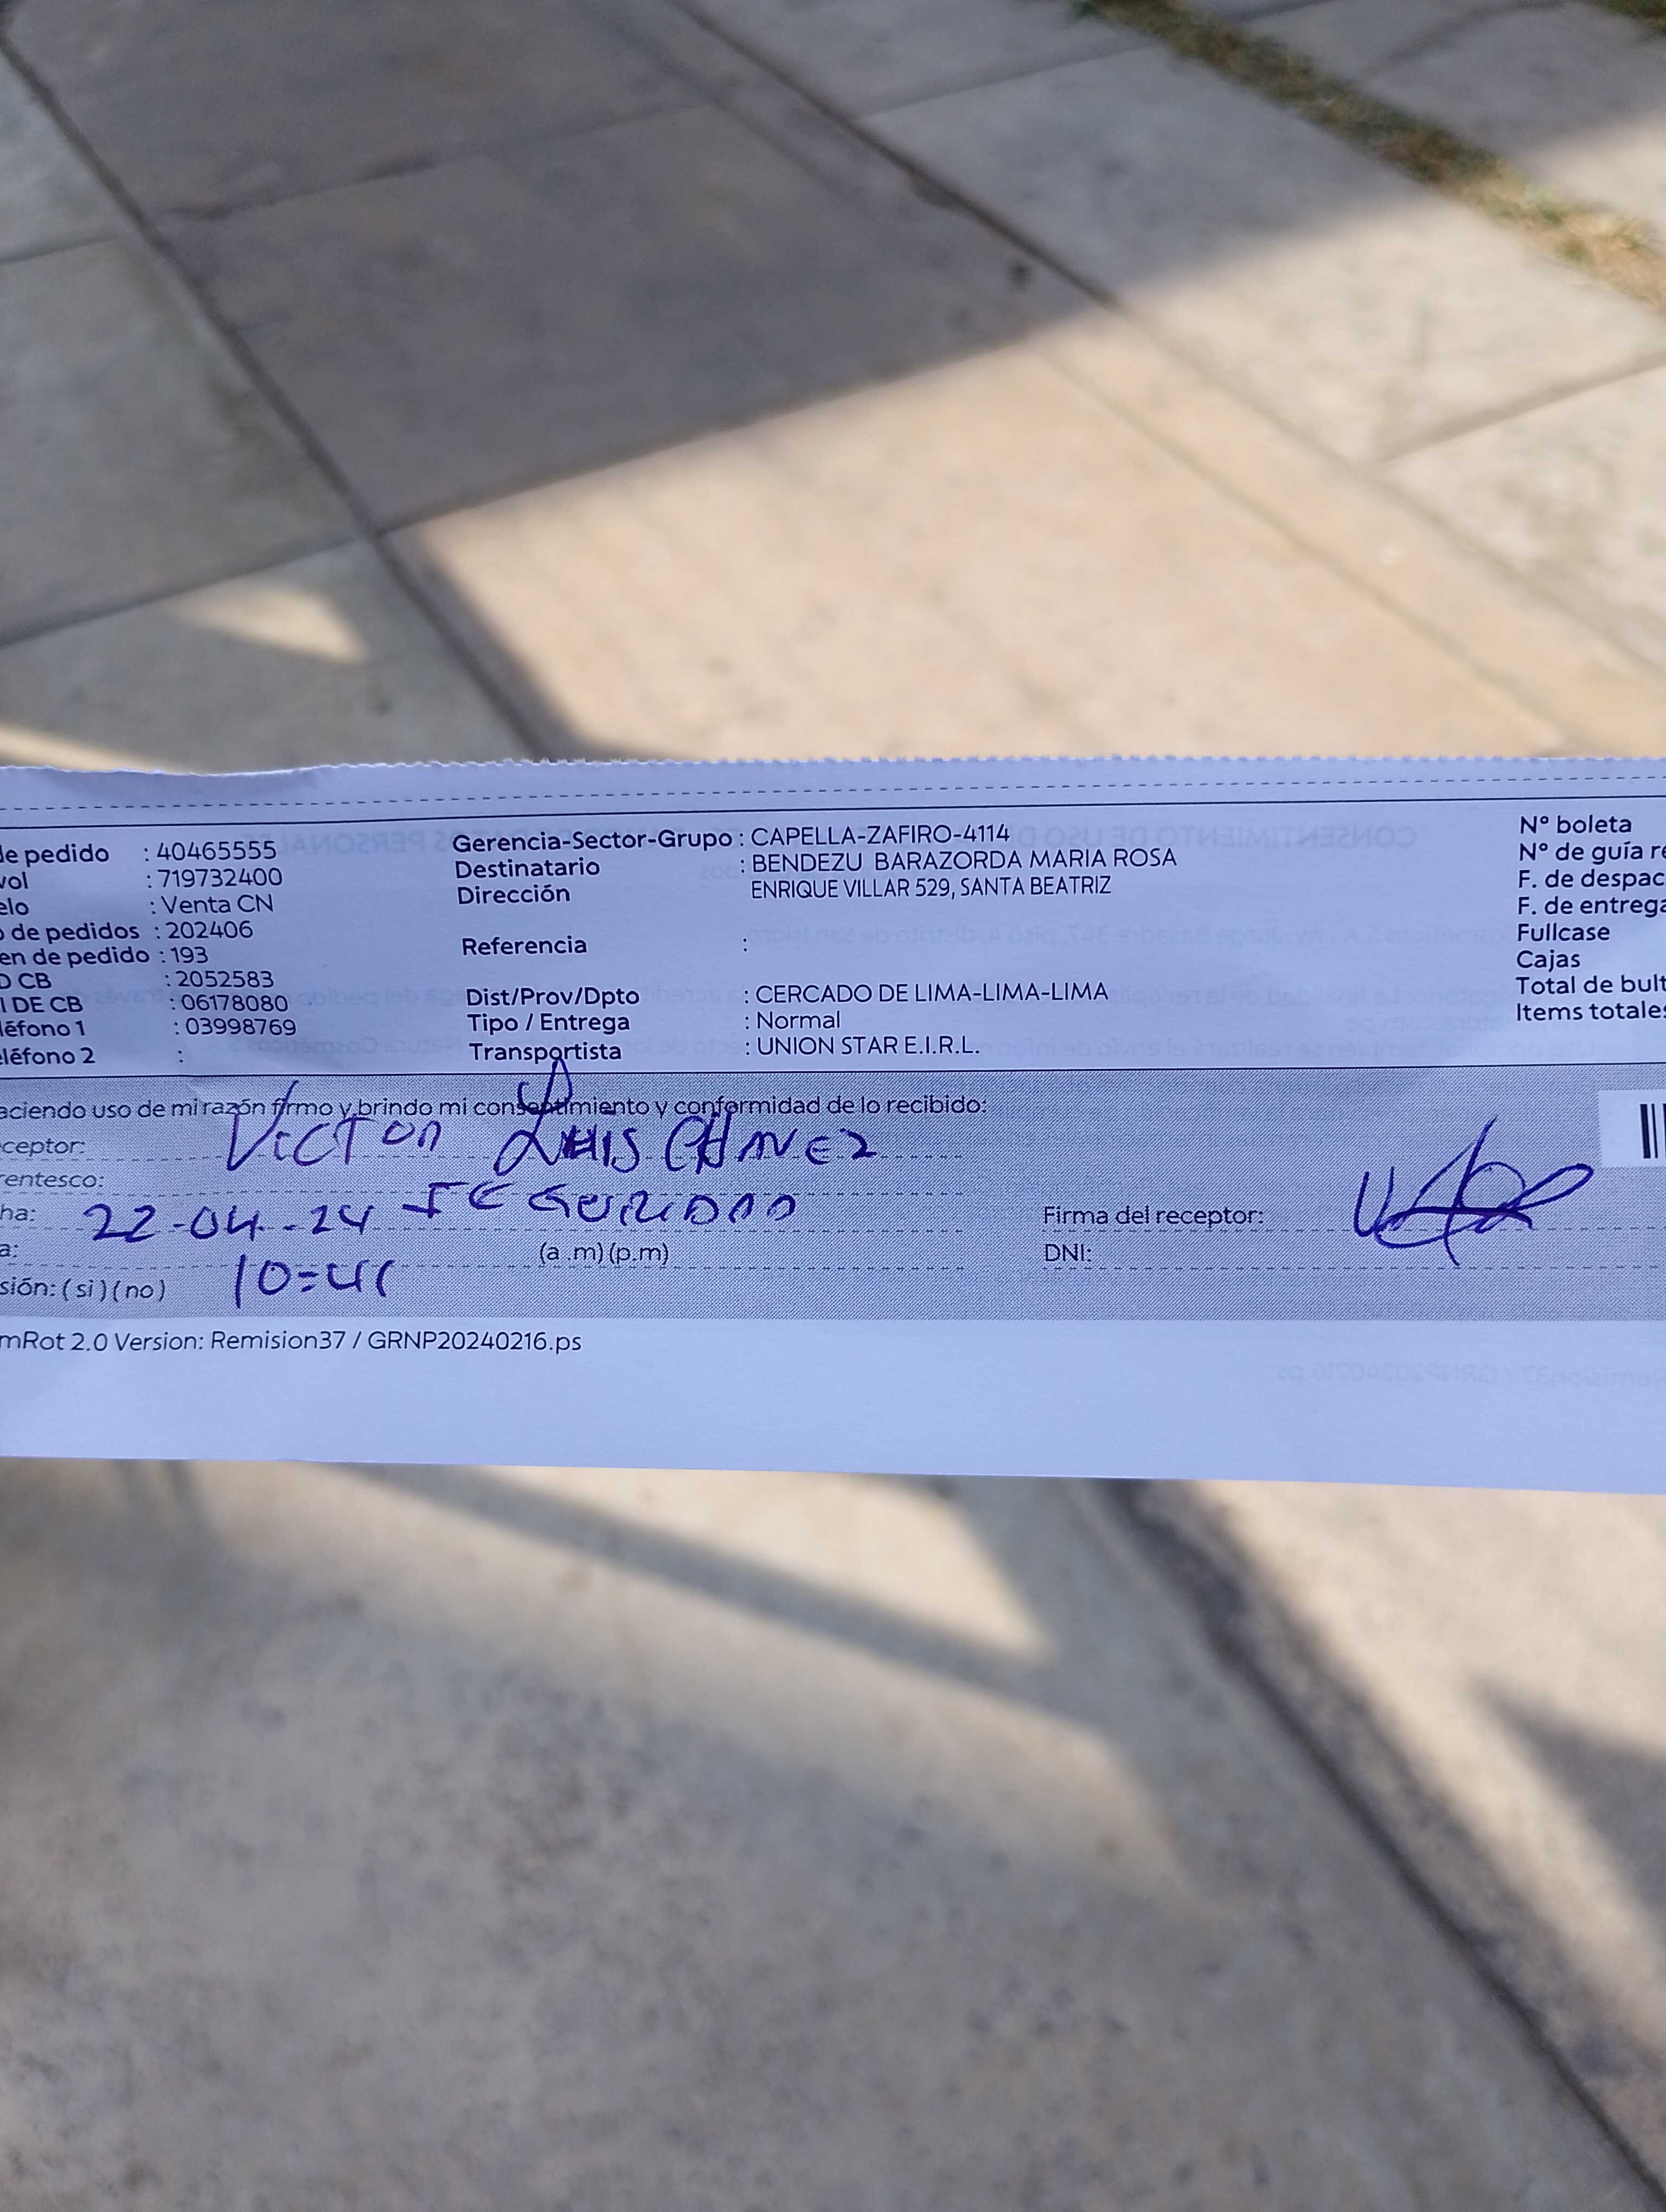 de pedido : 40465555
vol : 719732400
elo : Venta CN
o de pedidos : 202406
en de pedido : 193
D CB : 2052583
I DE CB : 06178080
léfono 1 : 03998769
eléfono 2 :
Gerencia-Sector-Grupo : CAPELLA-ZAFIRO-4114
Destinatario : BENDEZU BARAZORDA MARIA ROSA
Dirección ENRIQUE VILLAR 529, SANTA BEATRIZ
Referencia :
Dist/Prov/Dpto : CERCADO DE LIMA-LIMA-LIMA
Tipo / Entrega : Normal
Transportista : UNION STAR E.I.R.L.
Nº boleta
Nº de guía re
F. de despac
F. de entrega
Fullcase
Cajas
Total de bult
Items totales
aciendo uso de mi razón firmo y brindo mi consentimiento y conformidad de lo recibido:
ceptor: VICTOR LUIS CHAVEZ
rentesco: SEGURIDAD
ha: 22-04-24
a: (a .m) (p.m)
sión: ( si ) ( no ) 10=
Firma del receptor:
DNI:
mRot 2.0 Version: Remision37 / GRNP20240216.ps